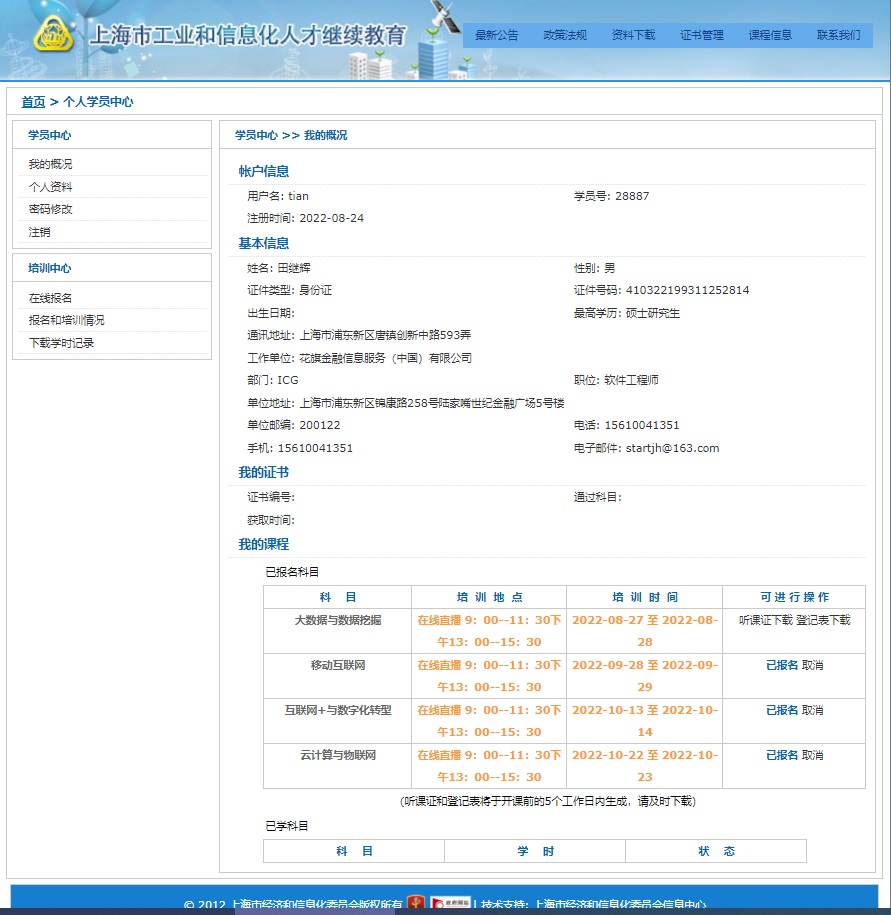 上海市工业和信息化人才继续教育
最新公告 政策法规 资料下载 证书管理 课程信息 联系我们
首页 > 个人学员中心
学员中心
我的概况
个人资料
密码修改
注销
培训中心
在线报名
报名和培训情况
下载学时记录
学员中心 >> 我的概况
帐户信息
用户名: tian 学员号: 28887
注册时间: 2022-08-24
基本信息
姓名: 田继辉 性别: 男
证件类型: 身份证 证件号码: 410322199311252814
出生日期: 最高学历: 硕士研究生
通讯地址: 上海市浦东新区唐镇创新中路593弄
工作单位: 花旗金融信息服务（中国）有限公司
部门: ICG 职位: 软件工程师
单位地址: 上海市浦东新区锦康路258号陆家嘴世纪金融广场5号楼
单位邮编: 200122 电话: 15610041351
手机: 15610041351 电子邮件: startjh@163.com
我的证书
证书编号: 通过科目:
获取时间:
我的课程
已报名科目
科 目 培 训 地 点 培 训 时 间 可 进 行 操 作
大数据与数据挖掘 在线直播 9：00--11：30下 2022-08-27 至 2022-08- 听课证下载 登记表下载
午13：00--15：30 28
移动互联网 在线直播 9：00--11：30下 2022-09-28 至 2022-09- 已报名 取消
午13：00--15：30 29
互联网+与数字化转型 在线直播 9：00--11：30下 2022-10-13 至 2022-10- 已报名 取消
午13：00--15：30 14
云计算与物联网 在线直播 9：00--11：30下 2022-10-22 至 2022-10- 已报名 取消
午13：00--15：30 23
(听课证和登记表将于开课前的5个工作日内生成，请及时下载)
已学科目
科 目 学 时 状 态
© 2012 上海市经济和信息化委员会版权所有 | 技术支持：上海市经济和信息化委员会信息中心